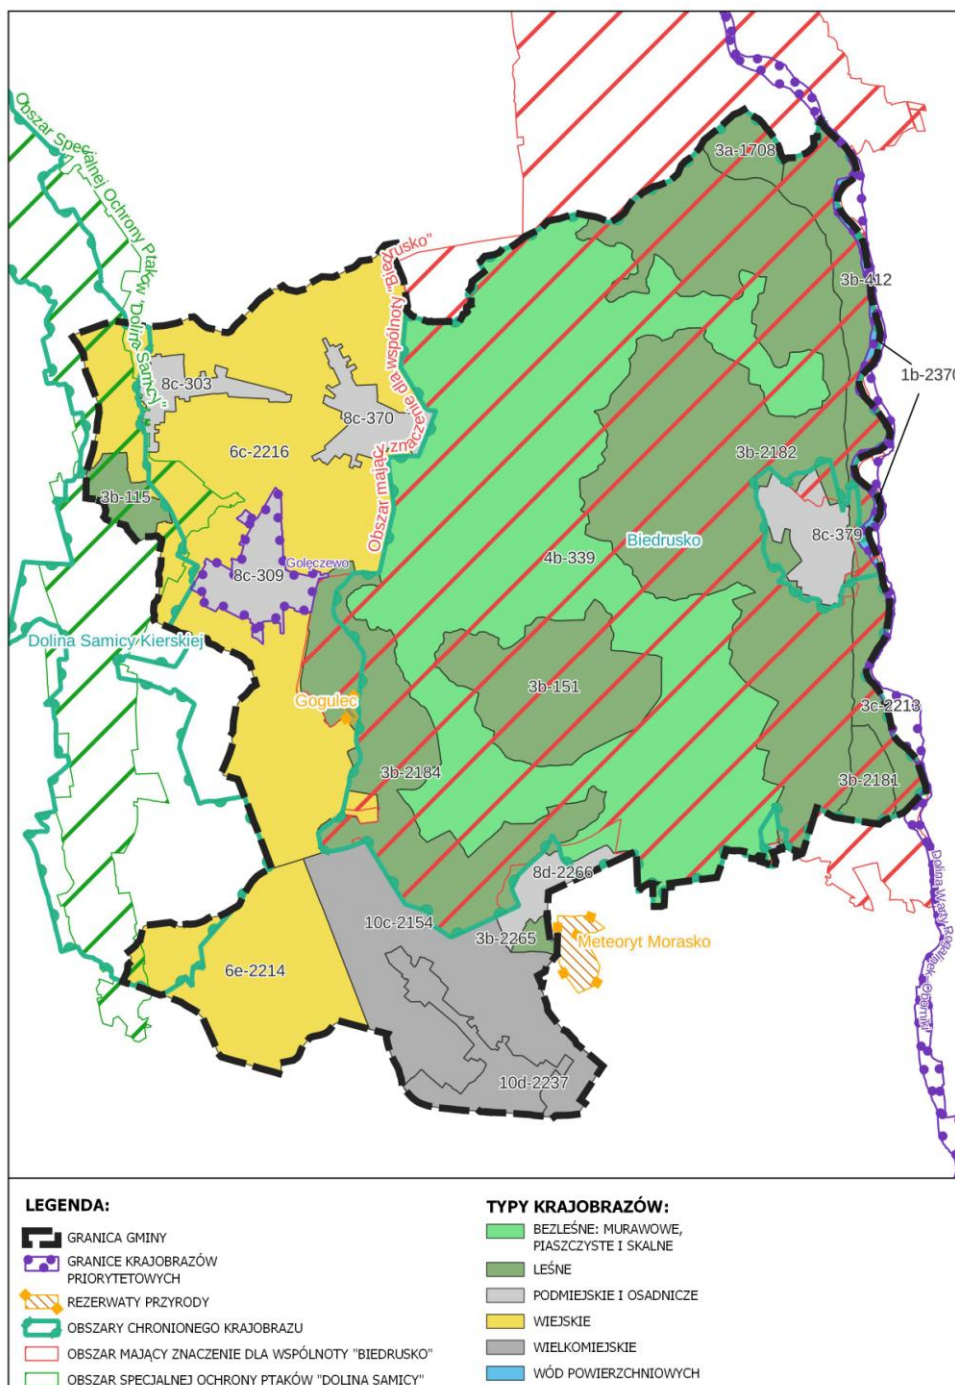 Obszar Specjalnej Ochrony Ptaków "Dolina Samicy"
3a-1708
Obszar mający znaczenie dla wspólnoty "Biedrusko"
3b-412
1b-2370
8c-303
8c-370
6c-2216
3b-2182
3b-115
8c-379
Biedrusko
4b-339
Golęczewo
8c-309
Dolina Samicy Kierskiej
3b-151
Gogulec
3c-2213
3b-2184
3b-2181
8d-2266
10c-2154
3b-2265
Meteoryt Morasko
6e-2214
10d-2237
LEGENDA:
GRANICA GMINY
GRANICE KRAJOBRAZÓW
PRIORYTETOWYCH
REZERWATY PRZYRODY
OBSZARY CHRONIONEGO KRAJOBRAZU
OBSZAR MAJĄCY ZNACZENIE DLA WSPÓLNOTY "BIEDRUSKO"
OBSZAR SPECJALNEJ OCHRONY PTAKÓW "DOLINA SAMICY"
TYPY KRAJOBRAZÓW:
BEZLEŚNE: MURAWOWE,
PIASZCZYSTE I SKALNE
LEŚNE
PODMIEJSKIE I OSADNICZE
WIEJSKIE
WIELKOMIEJSKIE
WÓD POWIERZCHNIOWYCH